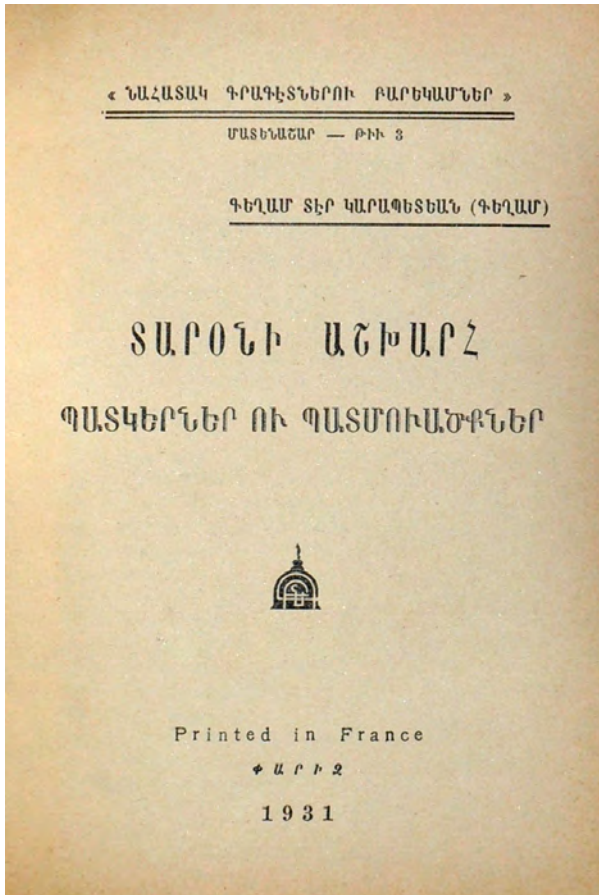 « ՆԱՀԱՏԱԿ ԳՐԱԳԷՏՆԵՐՈՒ ԲԱՐԵԿԱՄՆԵՐ »
ՄԱՏԵՆԱՇԱՐ — ԹԻՒ 3
ԳԵՂԱՄ ՏԷՐ ԿԱՐԱՊԵՏԵԱՆ (ԳԵՂԱՄ)
ՏԱՐՕՆԻ ԱՇԽԱՐՀ
ՊԱՏԿԵՐՆԵՐ ՈՒ ՊԱՏՄՈՒԱԾՔՆԵՐ
Printed in France
ՓԱՐԻԶ
1931